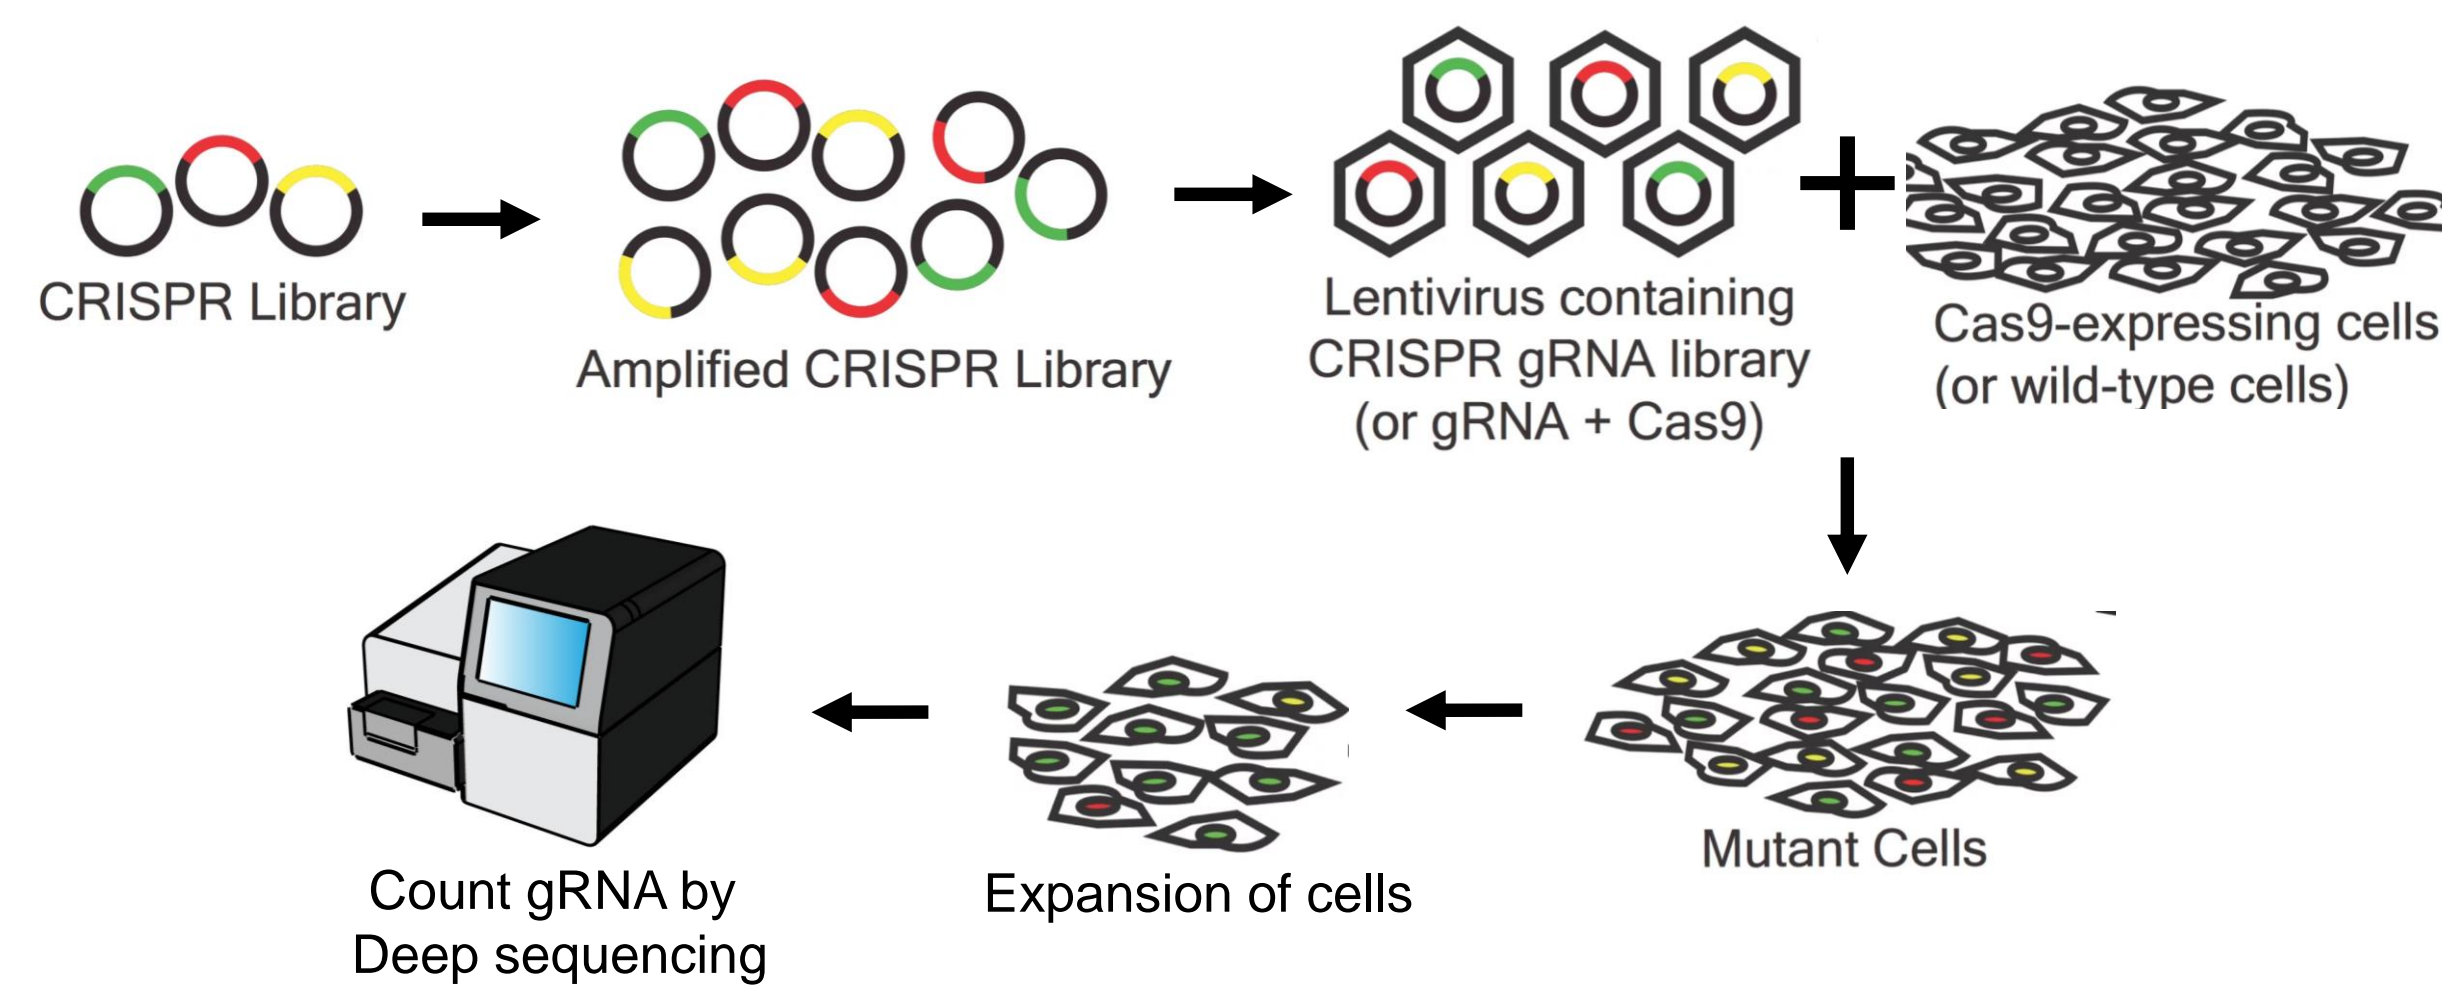 CRISPR Library
Amplified CRISPR Library
Lentivirus containing
CRISPR gRNA library
(or gRNA + Cas9)
Cas9-expressing cells
(or wild-type cells)
Mutant Cells
Expansion of cells
Count gRNA by
Deep sequencing